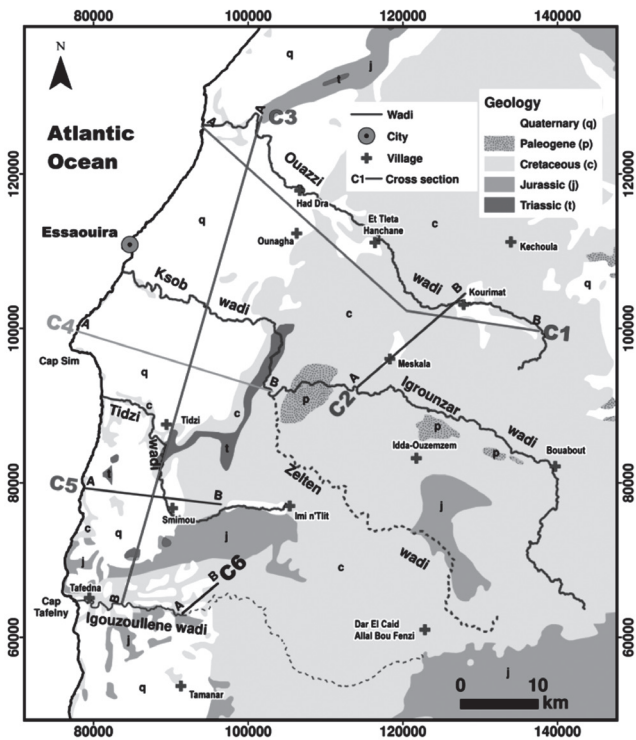 80000
100000
120000
140000
N
q
j
t
Atlantic
Ocean
A
A
C3
Wadi
City
Village
C1 Cross section
Geology
Quaternary (q)
Paleogene (p)
Cretaceous (c)
Jurassic (j)
Triassic (t)
120000
Ouazzi
Had Dra
q
Et Tleta
Hanchane
c
Essaouira
Ounagha
Kechoula
Ksob
wadi
wadi
B
Kourimat
q
C4
A
c
B
C1
100000
Cap Sim
Meskala
q
B
A
C2
Igrounzar
wadi
p
Tidzi
c
Tidzi
c
p
wadi
Idda-Ouzemzem
p
Bouabout
t
Zelten
80000
C5
A
t
B
j
Smimou
Imi n'Tlit
c
q
j
wadi
j
c
C6
B
Tafedna
Cap
Tafelny
B
A
Igouzoullene wadi
Dar El Caid
Allal Bou Fenzi
60000
j
q
Tamanar
j
0 10
km
80000
100000
120000
140000